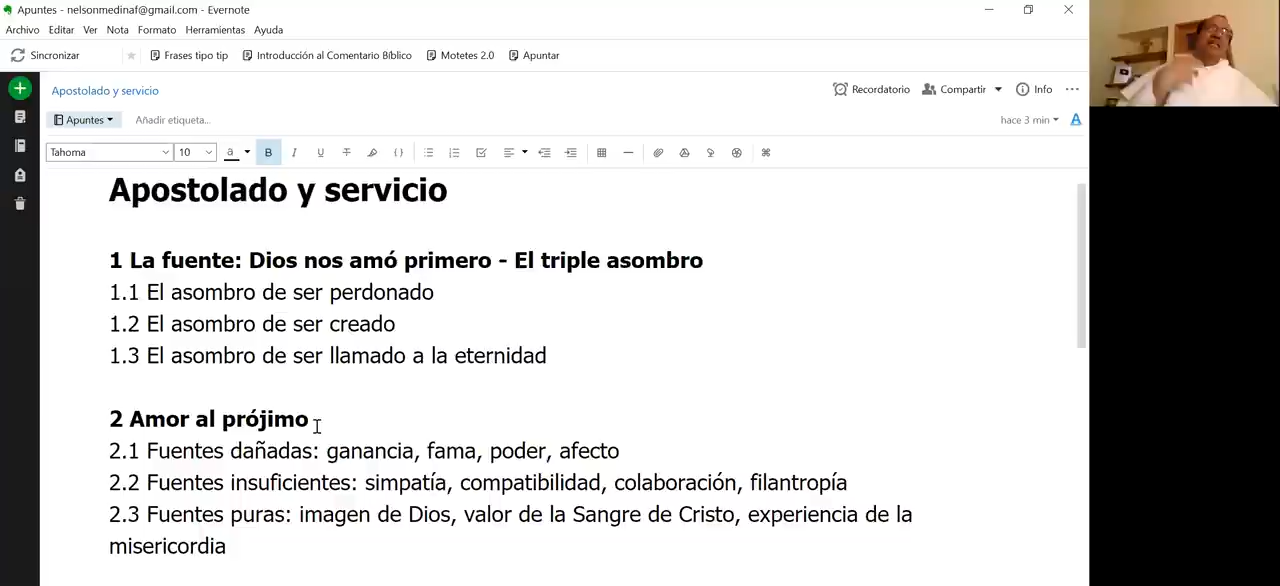 Apuntes - nelsonmedinaf@gmail.com - Evernote
Archivo Editar Ver Nota Formato Herramientas Ayuda
Sincronizar Frases tipo tip Introducción al Comentario Bíblico Motetes 2.0 Apuntar
Apostolado y servicio Recordatorio Compartir Info
Apuntes Añadir etiqueta... hace 3 min
Tahoma 10 a B I U T
Apostolado y servicio
1 La fuente: Dios nos amó primero - El triple asombro
1.1 El asombro de ser perdonado
1.2 El asombro de ser creado
1.3 El asombro de ser llamado a la eternidad
2 Amor al prójimo
2.1 Fuentes dañadas: ganancia, fama, poder, afecto
2.2 Fuentes insuficientes: simpatía, compatibilidad, colaboración, filantropía
2.3 Fuentes puras: imagen de Dios, valor de la Sangre de Cristo, experiencia de la
misericordia